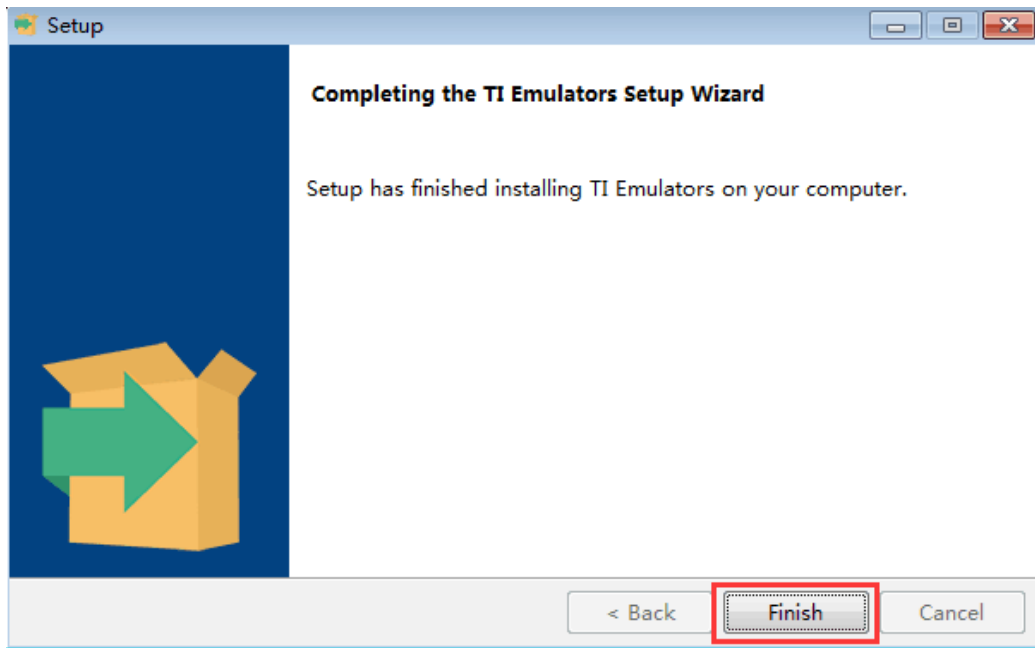 Setup
Completing the TI Emulators Setup Wizard
Setup has finished installing TI Emulators on your computer.
< Back
Finish
Cancel